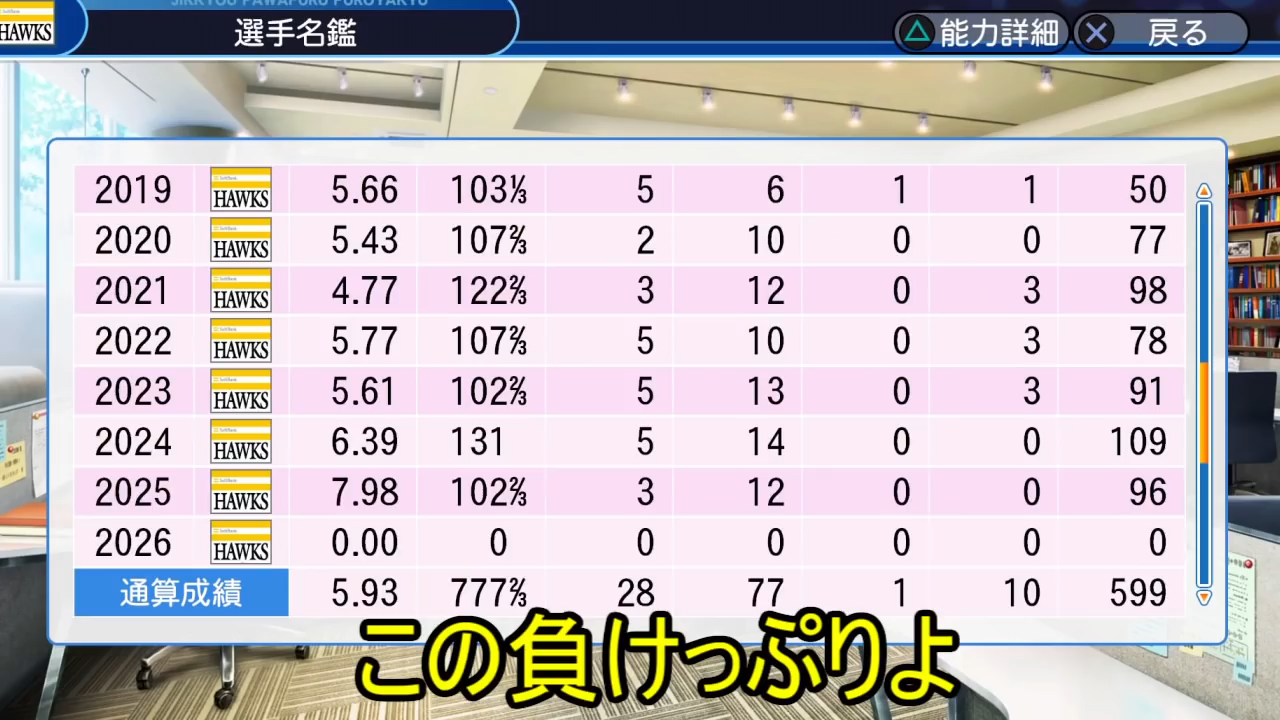 JIKKYOU PAWAFURU PUROYAKYU
HAWKS 選手名鑑 △能力詳細 ✕ 戻る
2019 HAWKS 5.66 103⅓ 5 6 1 1 50
2020 HAWKS 5.43 107⅔ 2 10 0 0 77
2021 HAWKS 4.77 122⅔ 3 12 0 3 98
2022 HAWKS 5.77 107⅔ 5 10 0 3 78
2023 HAWKS 5.61 102⅔ 5 13 0 3 91
2024 HAWKS 6.39 131 5 14 0 0 109
2025 HAWKS 7.98 102⅔ 3 12 0 0 96
2026 HAWKS 0.00 0 0 0 0 0 0
通算成績 5.93 777⅔ 28 77 1 10 599
この負けっぷりよ